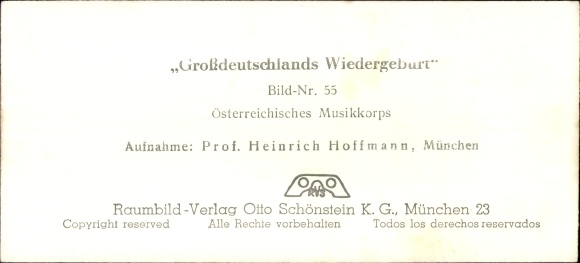 „Großdeutschlands Wiedergeburt“
Bild-Nr. 55
Österreichisches Musikkorps
Aufnahme: Prof. Heinrich Hoffmann, München
RVS
Raumbild-Verlag Otto Schönstein K. G., München 23
Copyright reserved Alle Rechte vorbehalten Todos los derechos reservados